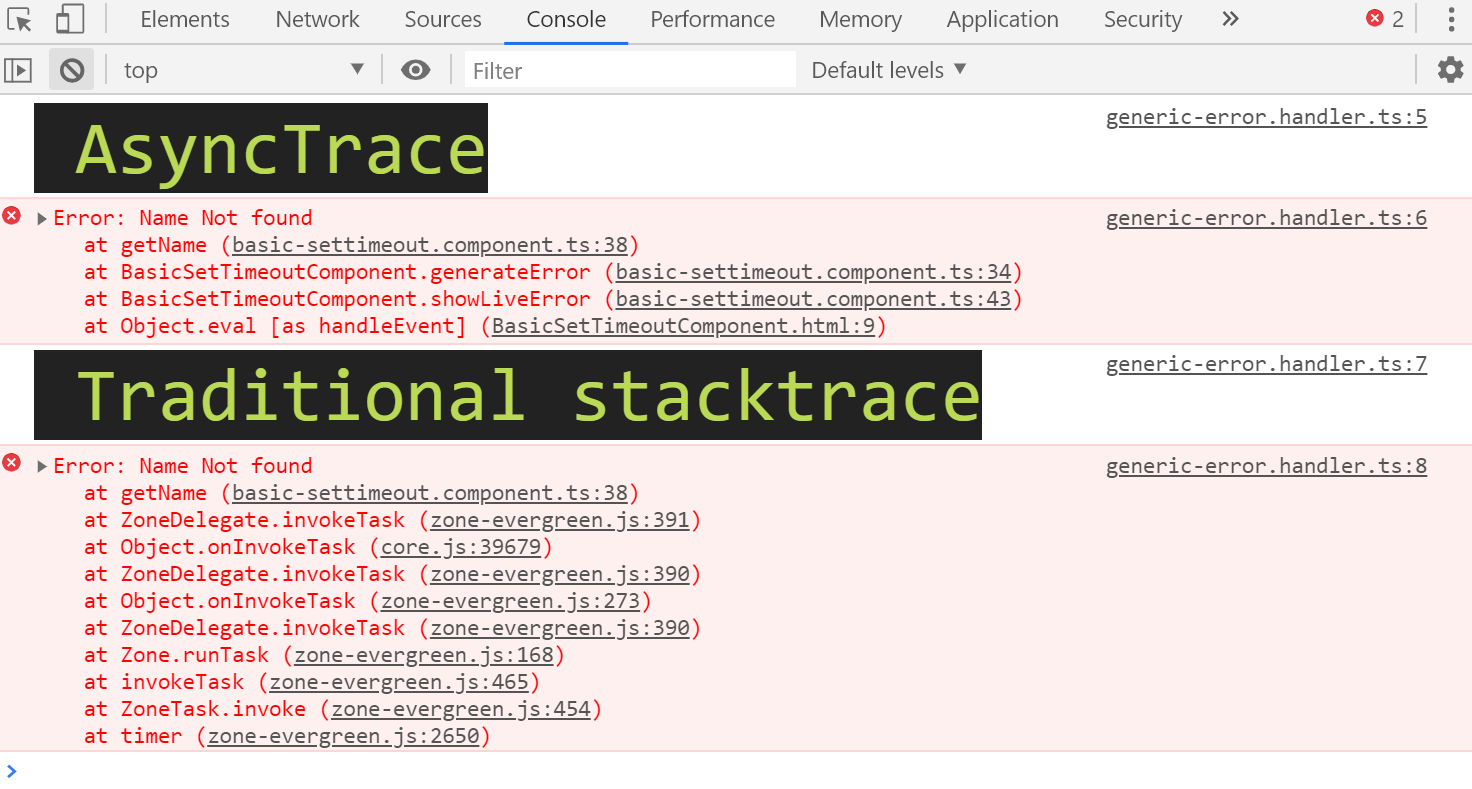 Elements Network Sources Console Performance Memory Application Security » 2
top Filter Default levels
AsyncTrace generic-error.handler.ts:5
Error: Name Not found generic-error.handler.ts:6
at getName (basic-settimeout.component.ts:38)
at BasicSetTimeoutComponent.generateError (basic-settimeout.component.ts:34)
at BasicSetTimeoutComponent.showLiveError (basic-settimeout.component.ts:43)
at Object.eval [as handleEvent] (BasicSetTimeoutComponent.html:9)
Traditional stacktrace generic-error.handler.ts:7
Error: Name Not found generic-error.handler.ts:8
at getName (basic-settimeout.component.ts:38)
at ZoneDelegate.invokeTask (zone-evergreen.js:391)
at Object.onInvokeTask (core.js:39679)
at ZoneDelegate.invokeTask (zone-evergreen.js:390)
at Object.onInvokeTask (zone-evergreen.js:273)
at ZoneDelegate.invokeTask (zone-evergreen.js:390)
at Zone.runTask (zone-evergreen.js:168)
at invokeTask (zone-evergreen.js:465)
at ZoneTask.invoke (zone-evergreen.js:454)
at timer (zone-evergreen.js:2650)